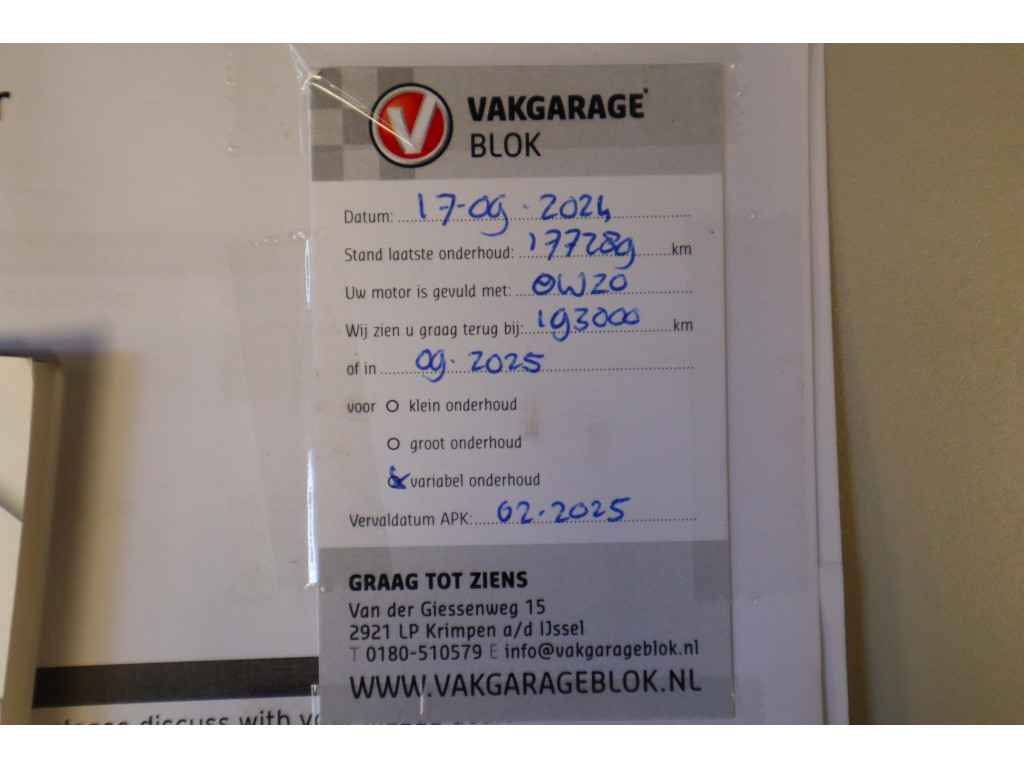 r
V VAKGARAGE
BLOK
Datum: 17-09-2024
Stand laatste onderhoud: 177289 km
Uw motor is gevuld met: 0W20
Wij zien u graag terug bij: 193000 km
of in 09.2025
voor O klein onderhoud
O groot onderhoud
variabel onderhoud
Vervaldatum APK: 02.2025
GRAAG TOT ZIENS
Van der Giessenweg 15
2921 LP Krimpen a/d IJssel
T 0180-510579 E info@vakgarageblok.nl
WWW.VAKGARAGEBLOK.NL
discuss with